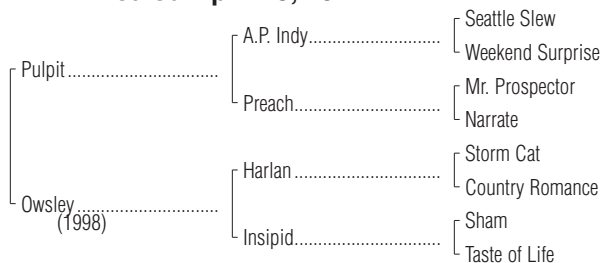 Seattle Slew
A.P. Indy
Weekend Surprise
Pulpit
Mr. Prospector
Preach
Narrate
Storm Cat
Harlan
Country Romance
Owsley
(1998)
Sham
Insipid
Taste of Life